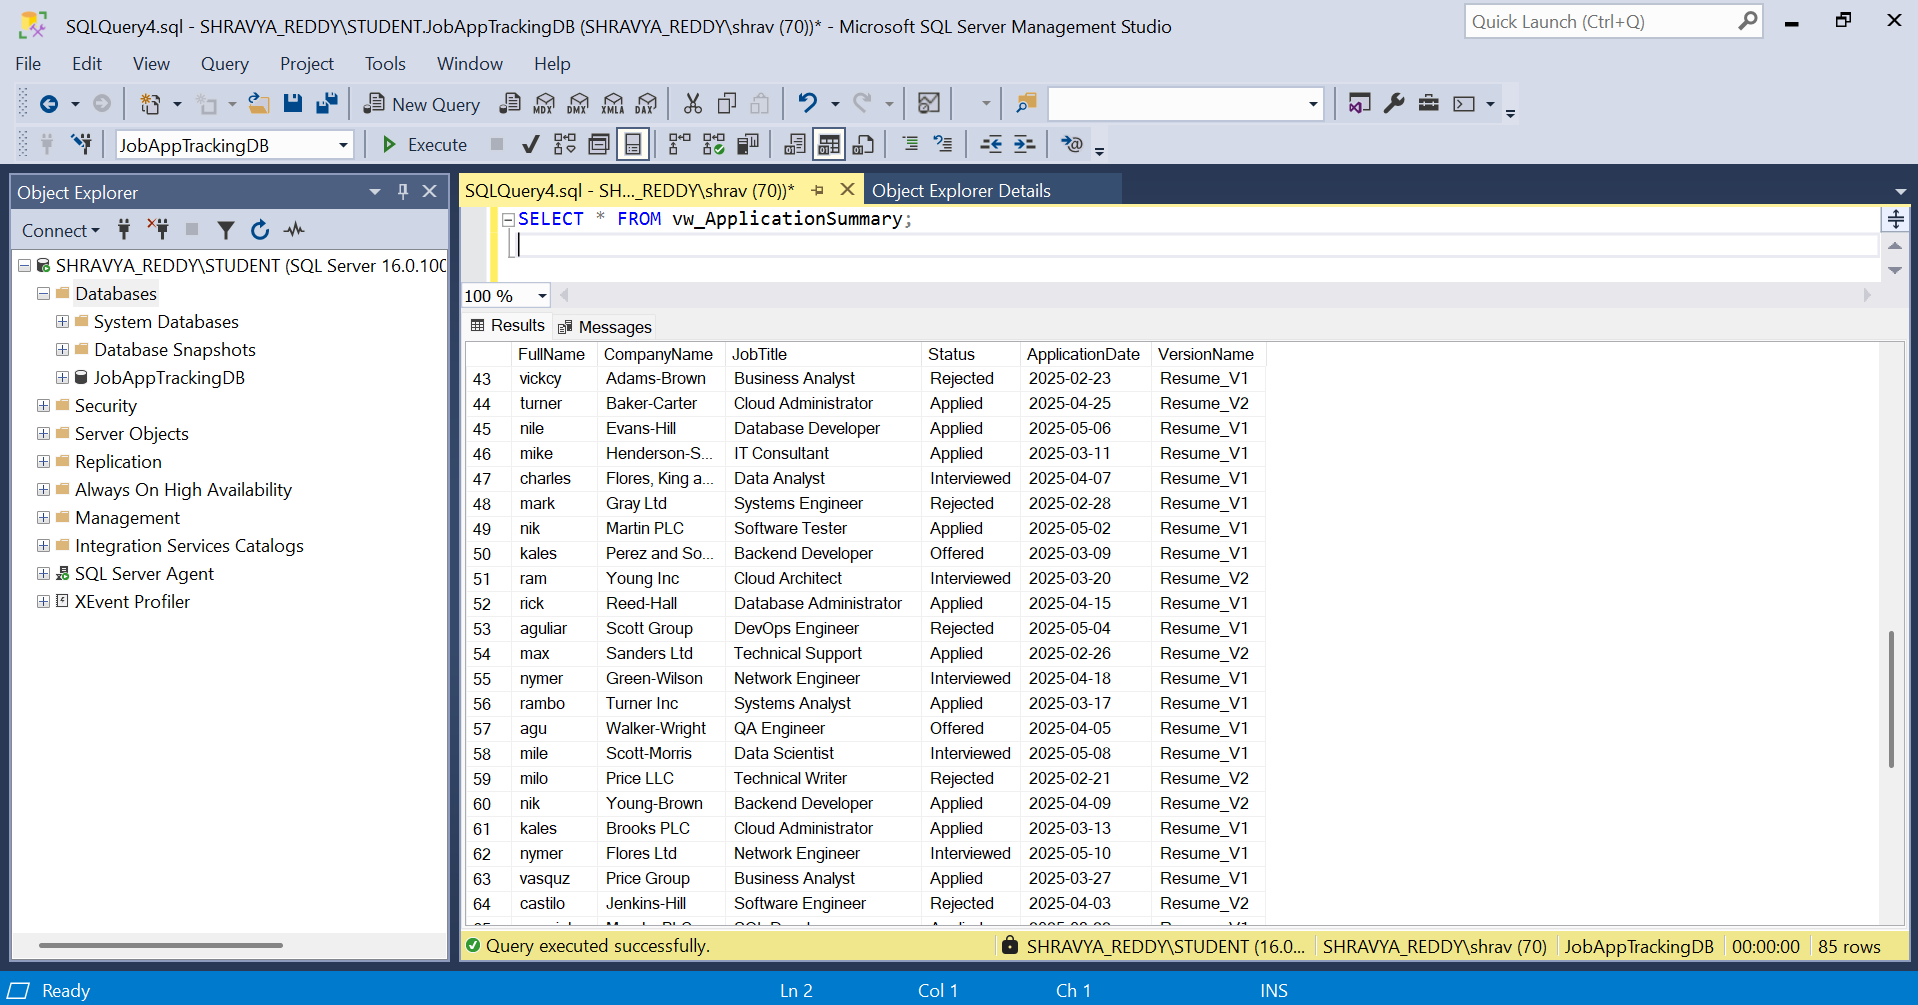 SQLQuery4.sql - SHRAVYA_REDDY\STUDENT.JobAppTrackingDB (SHRAVYA_REDDY\shrav (70))* - Microsoft SQL Server Management Studio
Quick Launch (Ctrl+Q)
File Edit View Query Project Tools Window Help
New Query MDX DMX XMLA DAX
JobAppTrackingDB Execute
Object Explorer
Connect
SHRAVYA_REDDY\STUDENT (SQL Server 16.0.100
Databases
System Databases
Database Snapshots
JobAppTrackingDB
Security
Server Objects
Replication
Always On High Availability
Management
Integration Services Catalogs
SQL Server Agent
XEvent Profiler
SQLQuery4.sql - SH..._REDDY\shrav (70))* Object Explorer Details
SELECT * FROM vw_ApplicationSummary;
100 %
Results Messages
FullName CompanyName JobTitle Status ApplicationDate VersionName
43 vickcy Adams-Brown Business Analyst Rejected 2025-02-23 Resume_V1
44 turner Baker-Carter Cloud Administrator Applied 2025-04-25 Resume_V2
45 nile Evans-Hill Database Developer Applied 2025-05-06 Resume_V1
46 mike Henderson-S... IT Consultant Applied 2025-03-11 Resume_V1
47 charles Flores, King a... Data Analyst Interviewed 2025-04-07 Resume_V1
48 mark Gray Ltd Systems Engineer Rejected 2025-02-28 Resume_V1
49 nik Martin PLC Software Tester Applied 2025-05-02 Resume_V1
50 kales Perez and So... Backend Developer Offered 2025-03-09 Resume_V1
51 ram Young Inc Cloud Architect Interviewed 2025-03-20 Resume_V2
52 rick Reed-Hall Database Administrator Applied 2025-04-15 Resume_V1
53 aguliar Scott Group DevOps Engineer Rejected 2025-05-04 Resume_V1
54 max Sanders Ltd Technical Support Applied 2025-02-26 Resume_V2
55 nymer Green-Wilson Network Engineer Interviewed 2025-04-18 Resume_V1
56 rambo Turner Inc Systems Analyst Applied 2025-03-17 Resume_V1
57 agu Walker-Wright QA Engineer Offered 2025-04-05 Resume_V1
58 mile Scott-Morris Data Scientist Interviewed 2025-05-08 Resume_V1
59 milo Price LLC Technical Writer Rejected 2025-02-21 Resume_V2
60 nik Young-Brown Backend Developer Applied 2025-04-09 Resume_V2
61 kales Brooks PLC Cloud Administrator Applied 2025-03-13 Resume_V1
62 nymer Flores Ltd Network Engineer Interviewed 2025-05-10 Resume_V1
63 vasquz Price Group Business Analyst Applied 2025-03-27 Resume_V1
64 castilo Jenkins-Hill Software Engineer Rejected 2025-04-03 Resume_V2
Query executed successfully. SHRAVYA_REDDY\STUDENT (16.0... SHRAVYA_REDDY\shrav (70) JobAppTrackingDB 00:00:00 85 rows
Ready Ln 2 Col 1 Ch 1 INS